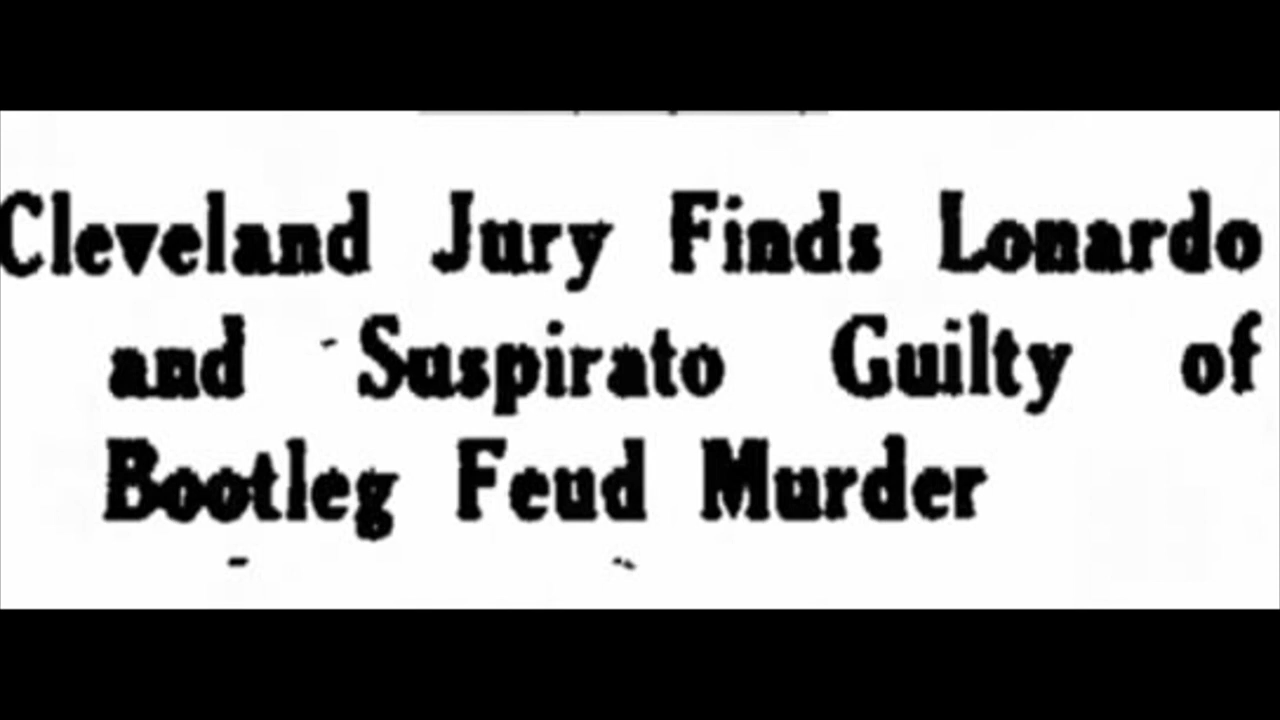 Cleveland Jury Finds Lonardo
and Suspirato Guilty of
Bootleg Feud Murder